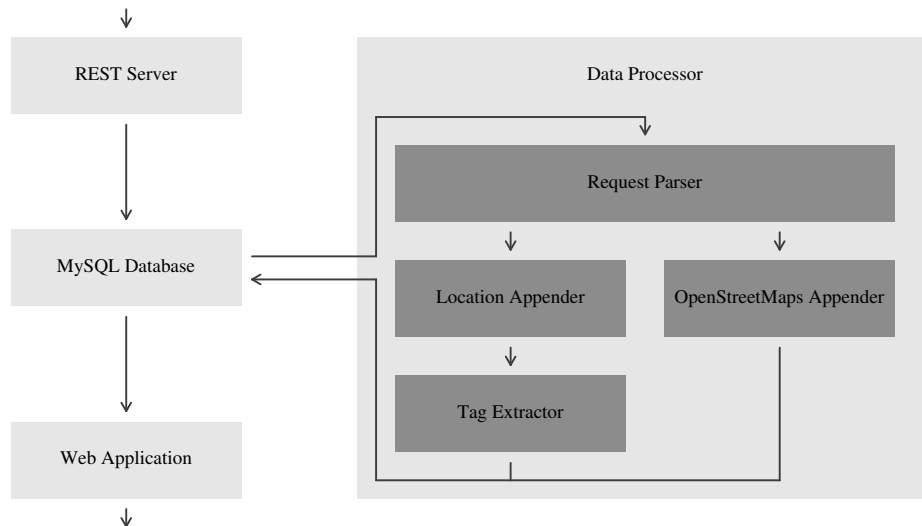 REST Server
Data Processor
Request Parser
MySQL Database
Location Appender
OpenStreetMaps Appender
Tag Extractor
Web Application